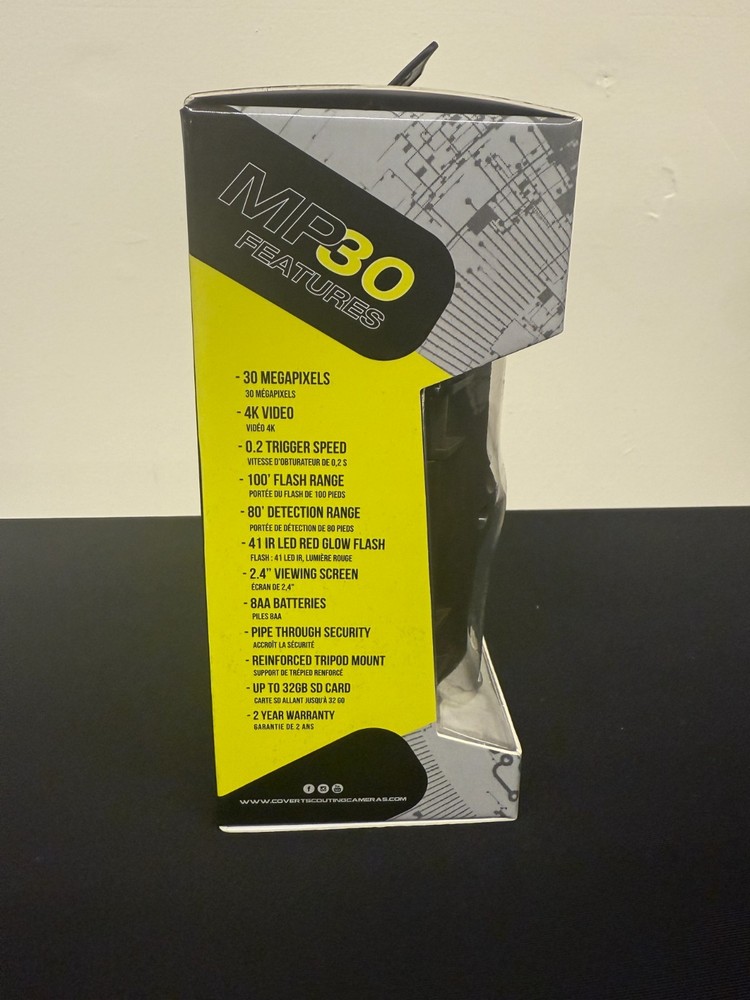 MP30
FEATURES
- 30 MEGAPIXELS
30 MÉGAPIXELS
- 4K VIDEO
VIDÉO 4K
- 0.2 TRIGGER SPEED
VITESSE D'OBTURATEUR DE 0,2 S
- 100' FLASH RANGE
PORTÉE DU FLASH DE 100 PIEDS
- 80' DETECTION RANGE
PORTÉE DE DÉTECTION DE 80 PIEDS
- 41 IR LED RED GLOW FLASH
FLASH : 41 LED IR, LUMIÈRE ROUGE
- 2.4" VIEWING SCREEN
ÉCRAN DE 2,4"
- 8AA BATTERIES
PILES 8AA
- PIPE THROUGH SECURITY
ACCROÎT LA SÉCURITÉ
- REINFORCED TRIPOD MOUNT
SUPPORT DE TRÉPIED RENFORCÉ
- UP TO 32GB SD CARD
CARTE SD ALLANT JUSQU'À 32 GO
- 2 YEAR WARRANTY
GARANTIE DE 2 ANS
WWW.COVERTSCOUTINGCAMERAS.COM